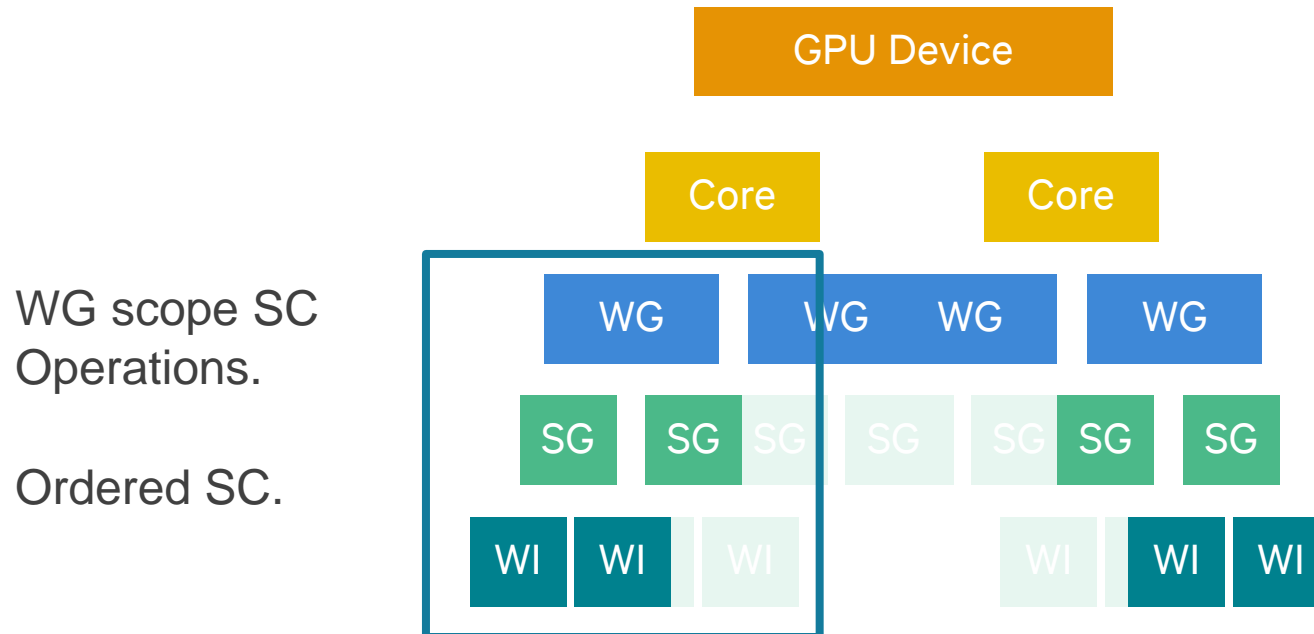 GPU Device
Core Core
WG scope SC
Operations.
WG WG WG WG
SG SG SG SG SG SG SG
Ordered SC.
WI WI WI WI WI WI